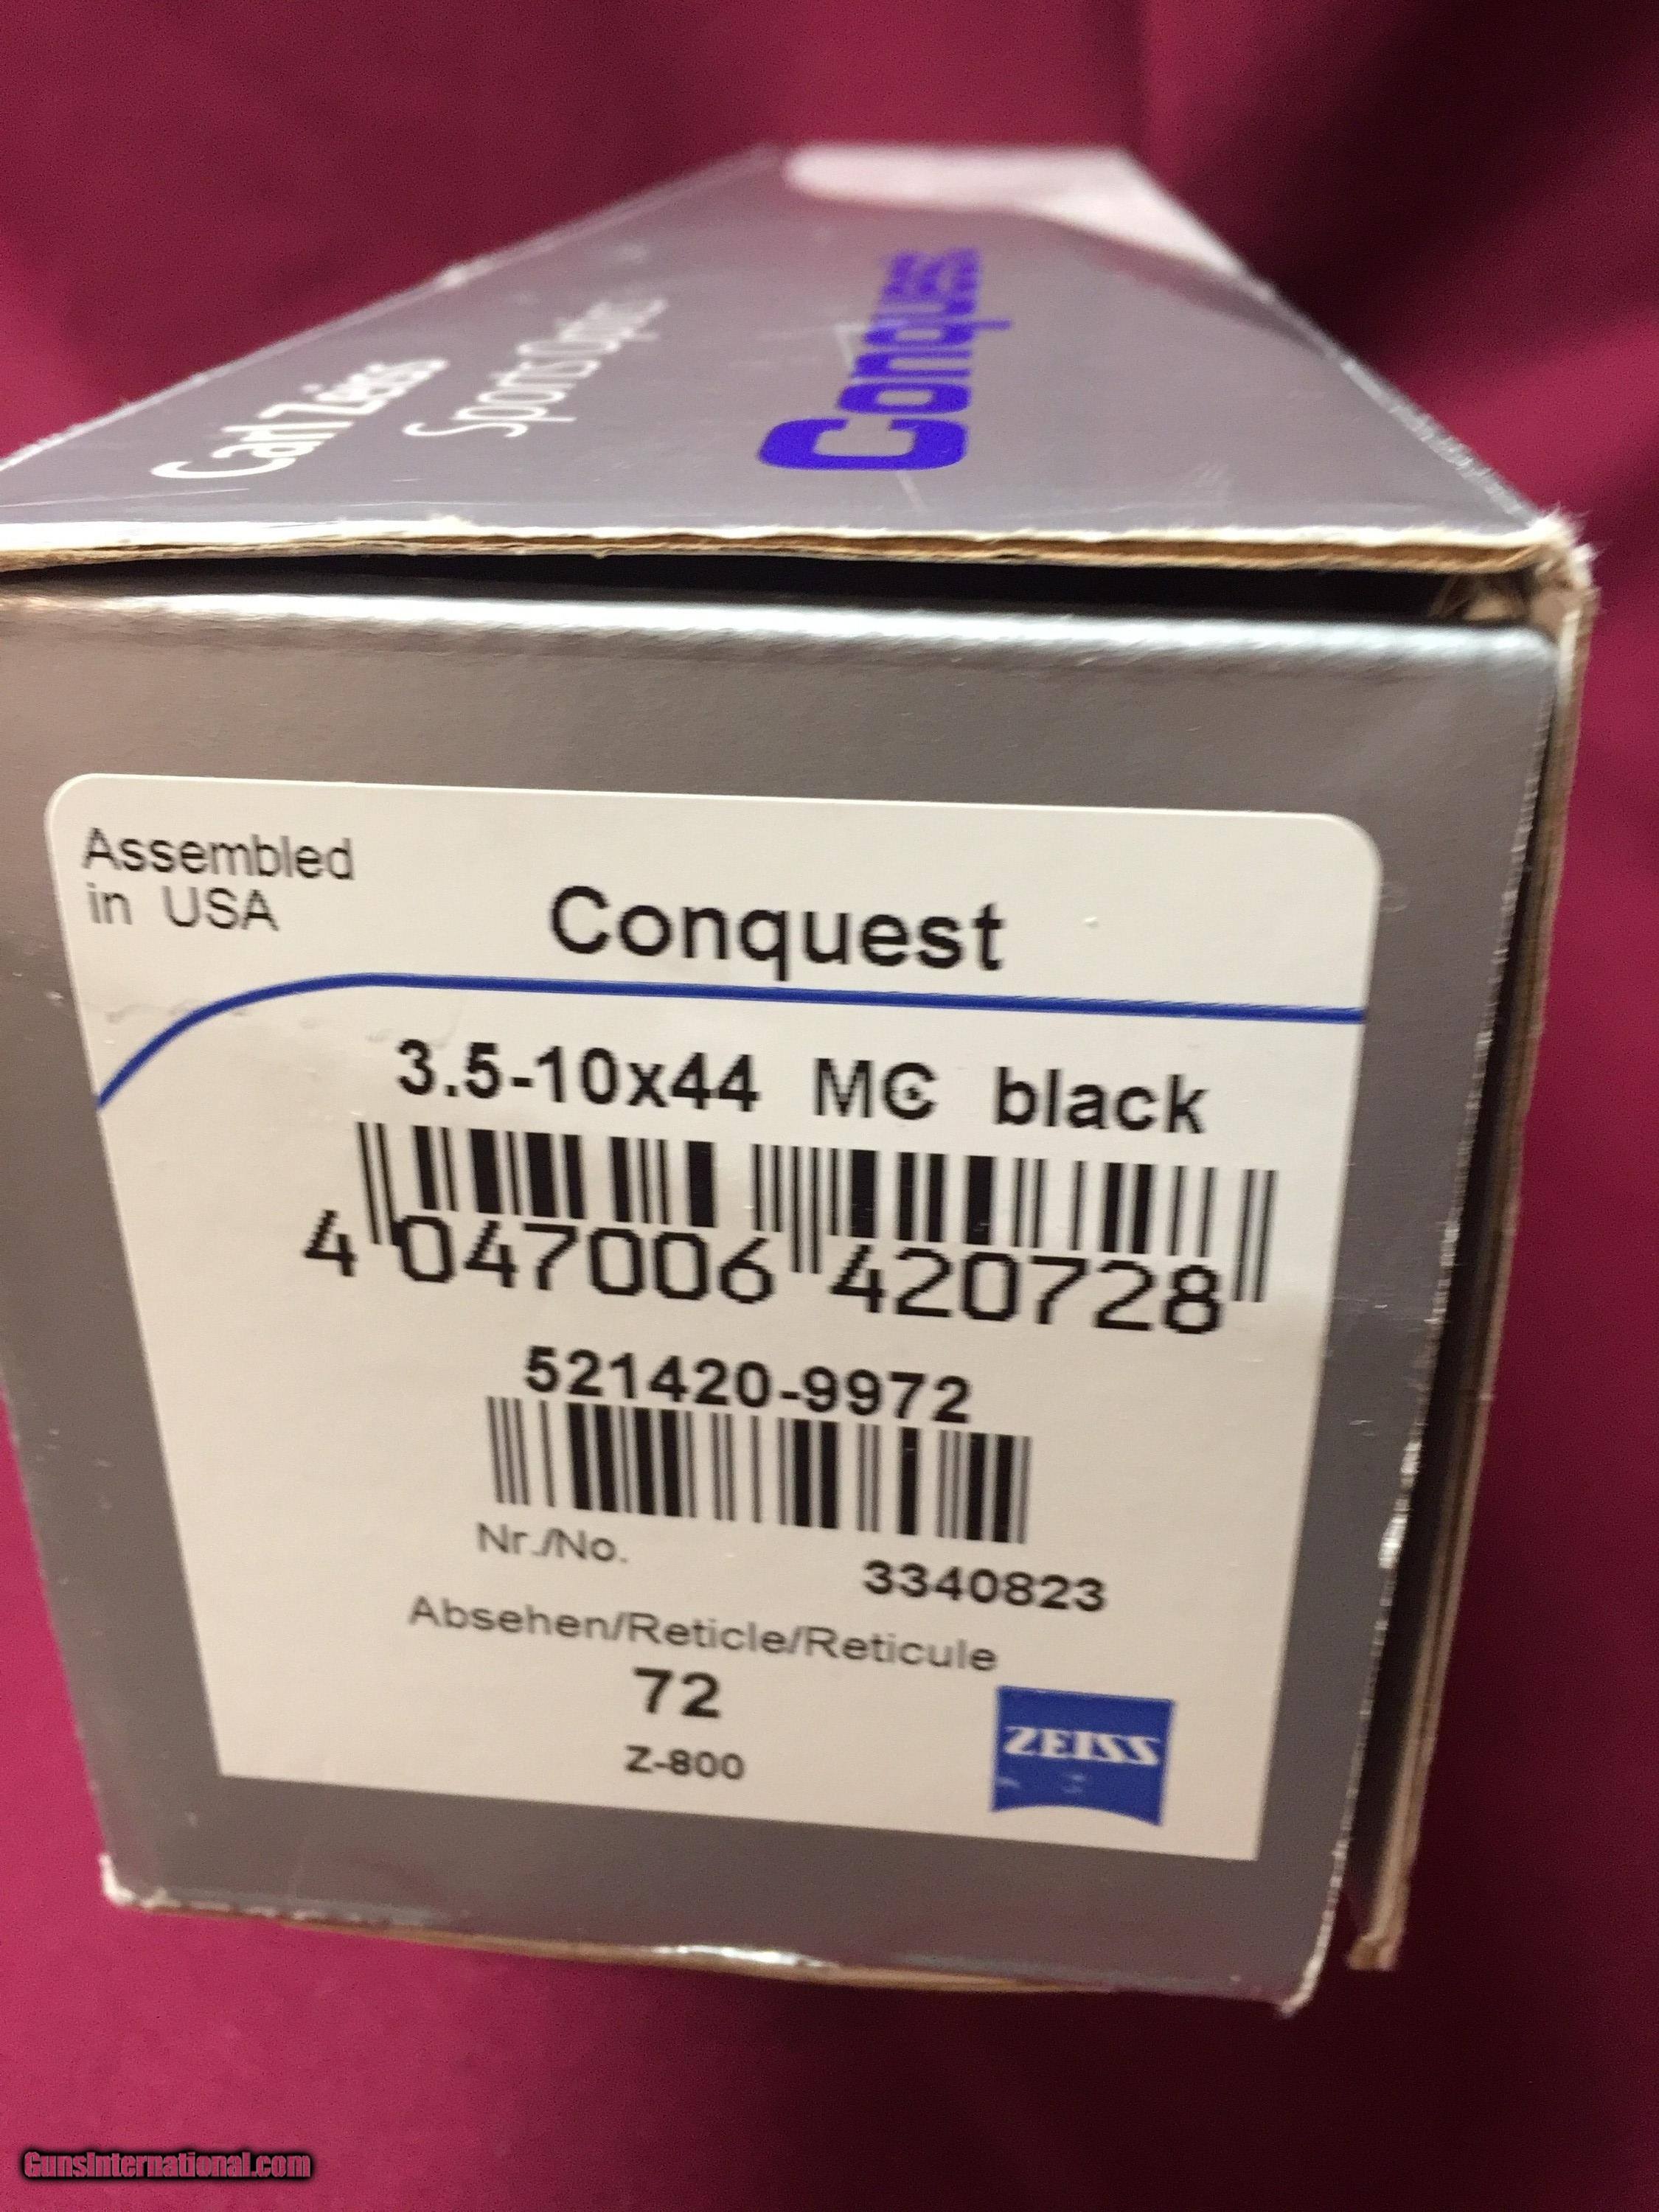 Carl Zeiss
Sports Optics
Conquest
Assembled
in USA
Conquest
3.5-10x44 MC black
4 047006 420728
521420-9972
Nr./No.
3340823
Absehen/Reticle/Reticule
72
Z-800
ZEISS
GunsInternational.com